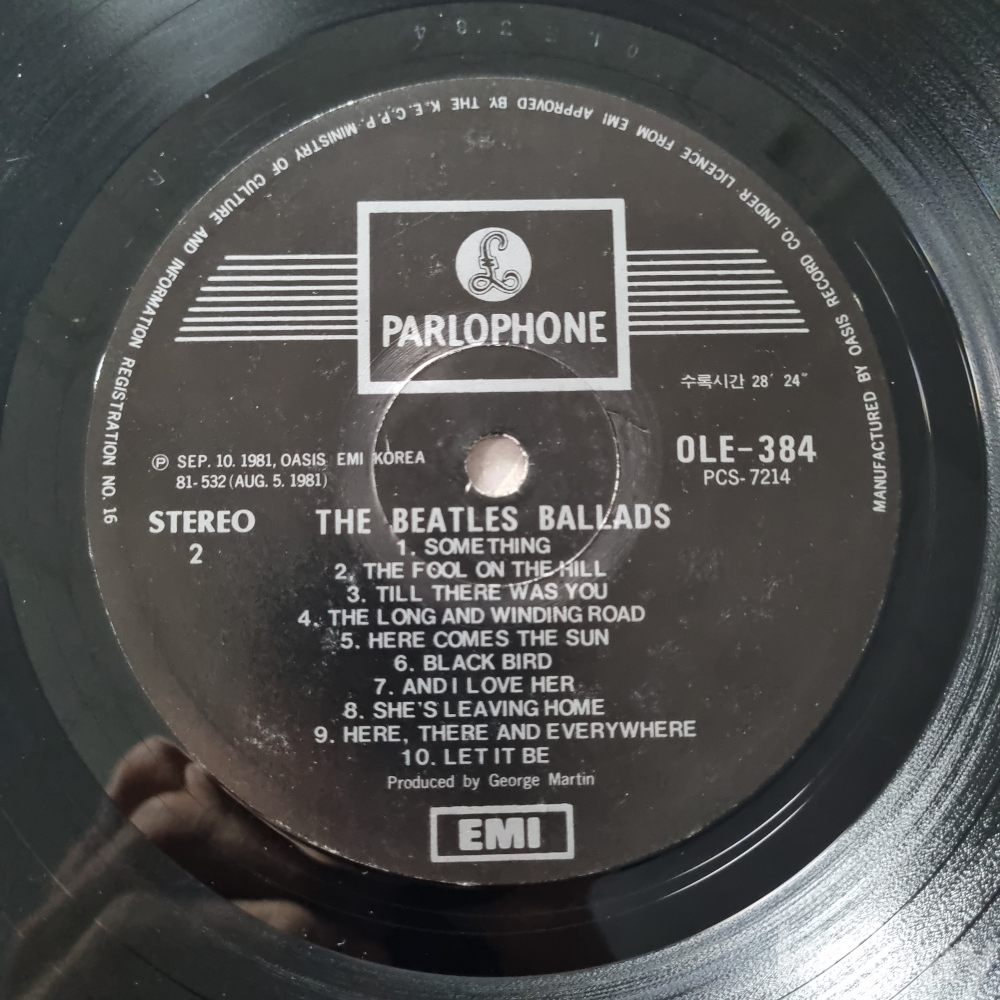 MANUFACTURED BY OASIS RECORD CO. UNDER LICENCE FROM EMI APPROVED BY THE K.E.C.P.P. MINISTRY OF CULTURE AND INFORMATION REGISTRATION NO. 16
£
PARLOPHONE
수록시간 28′ 24″
OLE-384
PCS-7214
Ⓟ SEP. 10. 1981, OASIS EMI KOREA
81-532 (AUG. 5. 1981)
STEREO
2
THE BEATLES BALLADS
1. SOMETHING
2. THE FOOL ON THE HILL
3. TILL THERE WAS YOU
4. THE LONG AND WINDING ROAD
5. HERE COMES THE SUN
6. BLACK BIRD
7. AND I LOVE HER
8. SHE'S LEAVING HOME
9. HERE, THERE AND EVERYWHERE
10. LET IT BE
Produced by George Martin
EMI